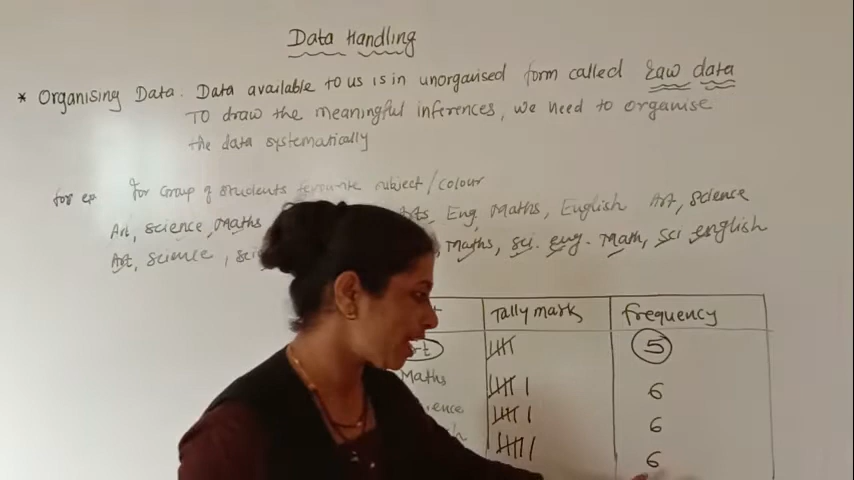 Data Handling
* Organising Data. Data available to us is in unorganised form called raw data
To draw the meaningful inferences, we need to organise
the data systematically
for ex for Group of students favourite subject/colour
Art, science, Maths Arts, Eng, Maths, English Art, Science
Art, Science, Maths, sci. eng. Math, sci english
Tally mark frequency
5
Maths 6
6
6